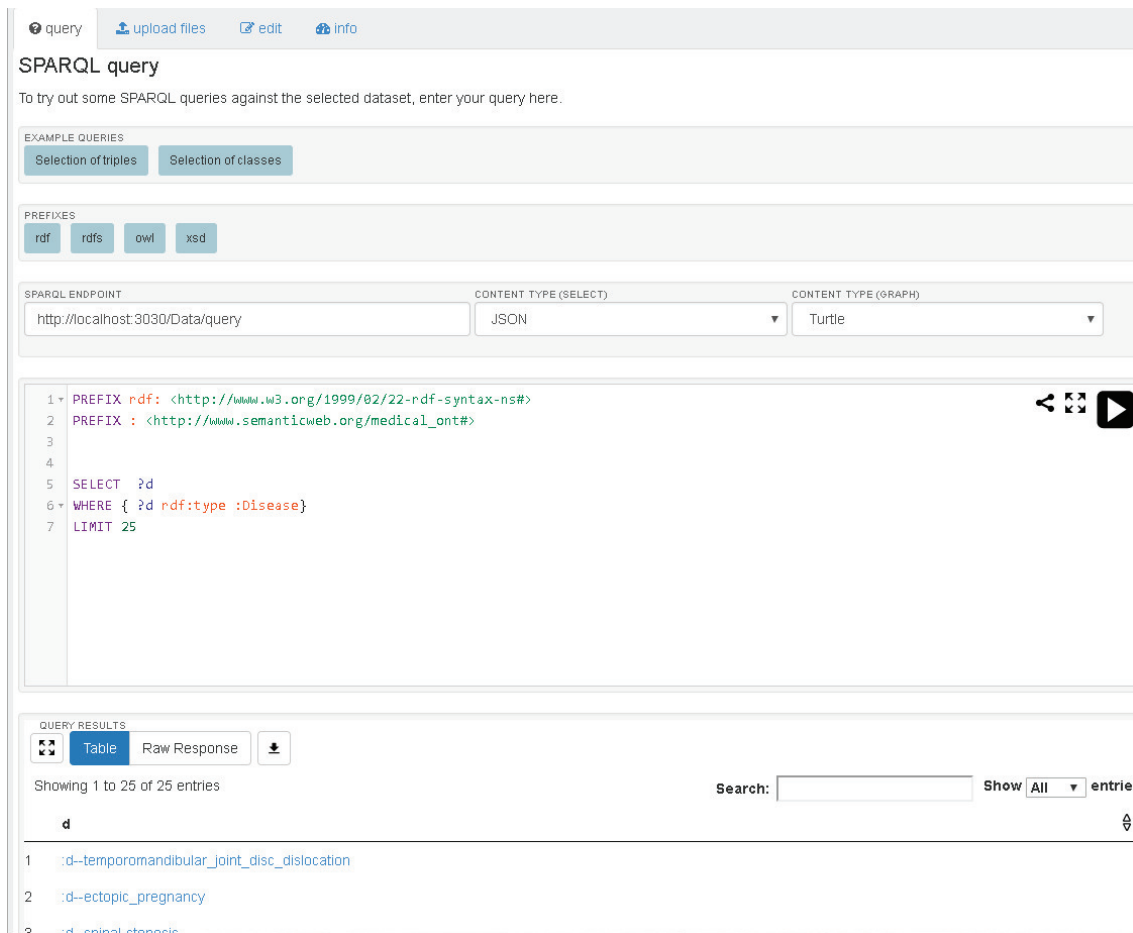 query upload files edit info
SPARQL query
To try out some SPARQL queries against the selected dataset, enter your query here.
EXAMPLE QUERIES
Selection of triples Selection of classes
PREFIXES
rdf rdfs owl xsd
SPARQL ENDPOINT CONTENT TYPE (SELECT) CONTENT TYPE (GRAPH)
http://localhost:3030/Data/query JSON Turtle
1 PREFIX rdf: <http://www.w3.org/1999/02/22-rdf-syntax-ns#>
2 PREFIX : <http://www.semanticweb.org/medical_ont#>
3
4
5 SELECT ?d
6 WHERE { ?d rdf:type :Disease}
7 LIMIT 25
QUERY RESULTS
Table Raw Response
Showing 1 to 25 of 25 entries Search: Show All entrie
d
1 :d--temporomandibular_joint_disc_dislocation
2 :d--ectopic_pregnancy
3 :d--spinal_stenosis